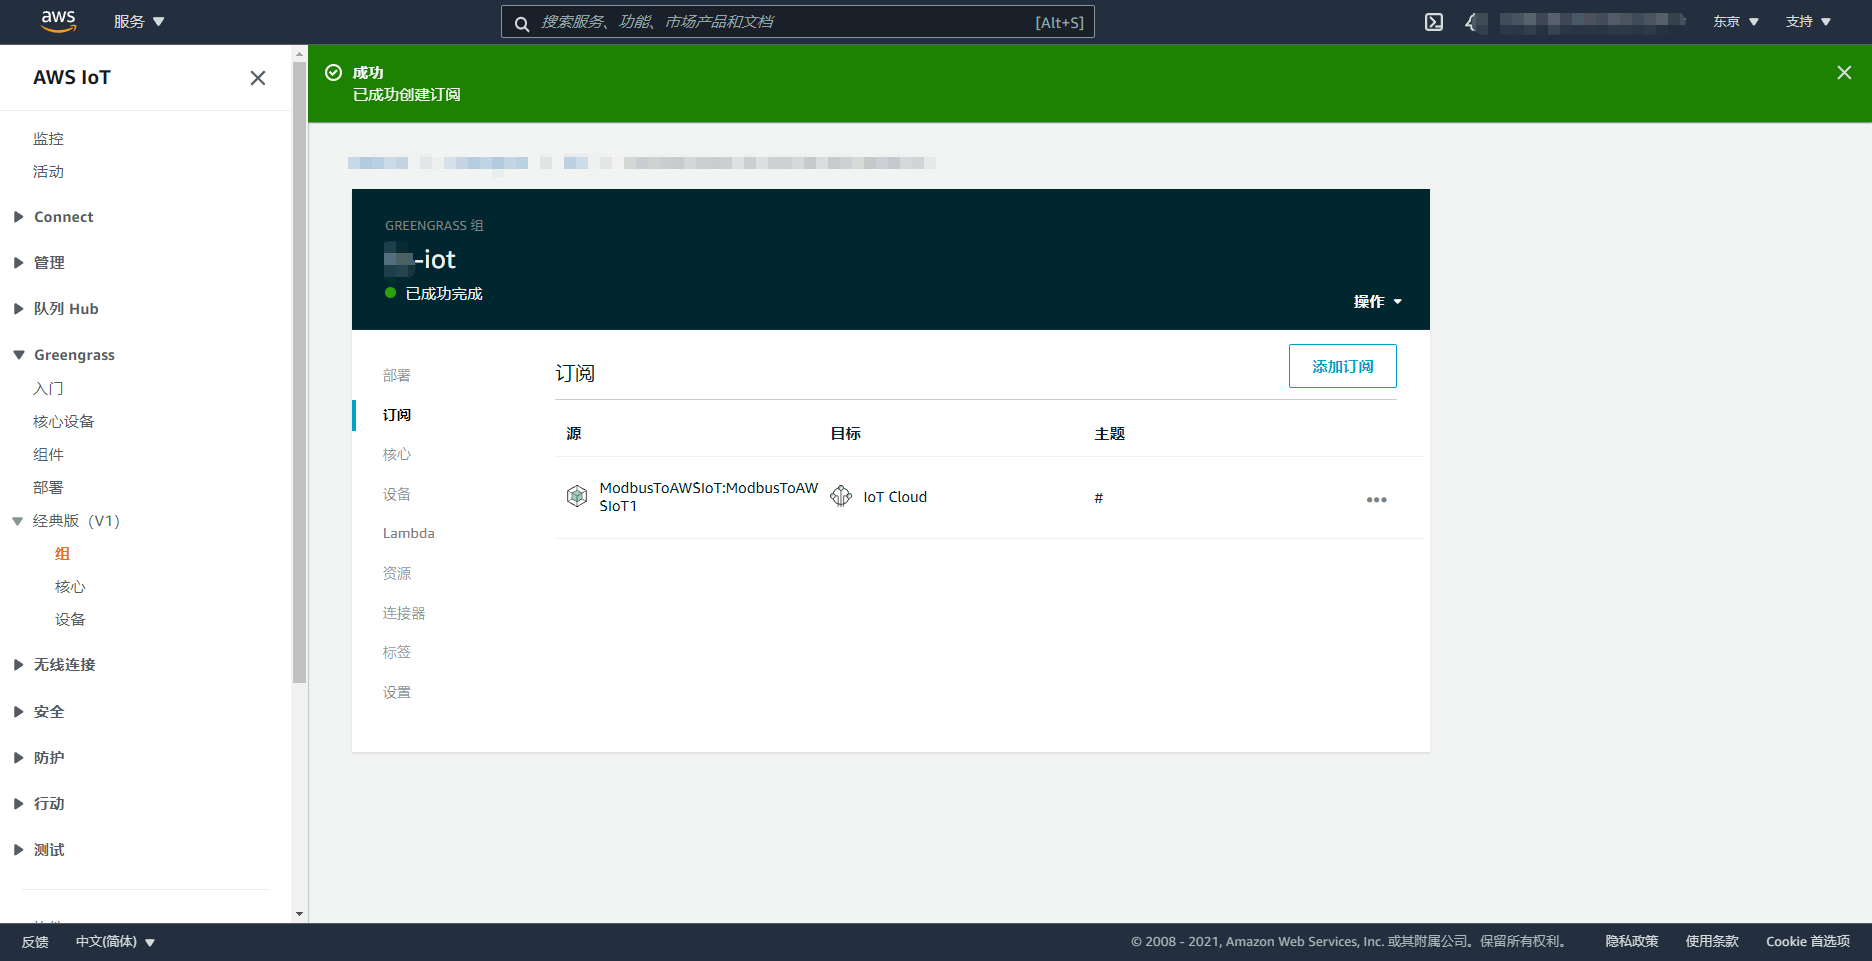 aws
服务
搜索服务、功能、市场产品和文档
[Alt+S]
东京
支持
AWS IoT
监控
活动
Connect
管理
队列 Hub
Greengrass
入门
核心设备
组件
部署
经典版（V1）
组
核心
设备
无线连接
安全
防护
行动
测试
成功
已成功创建订阅
GREENGRASS 组
-iot
已成功完成
操作
部署
订阅
核心
设备
Lambda
资源
连接器
标签
设置
订阅
添加订阅
源
目标
主题
ModbusToAWSIoT:ModbusToAW
SIoT1
IoT Cloud
#
反馈
中文(简体)
© 2008 - 2021, Amazon Web Services, Inc. 或其附属公司。保留所有权利。
隐私政策
使用条款
Cookie 首选项